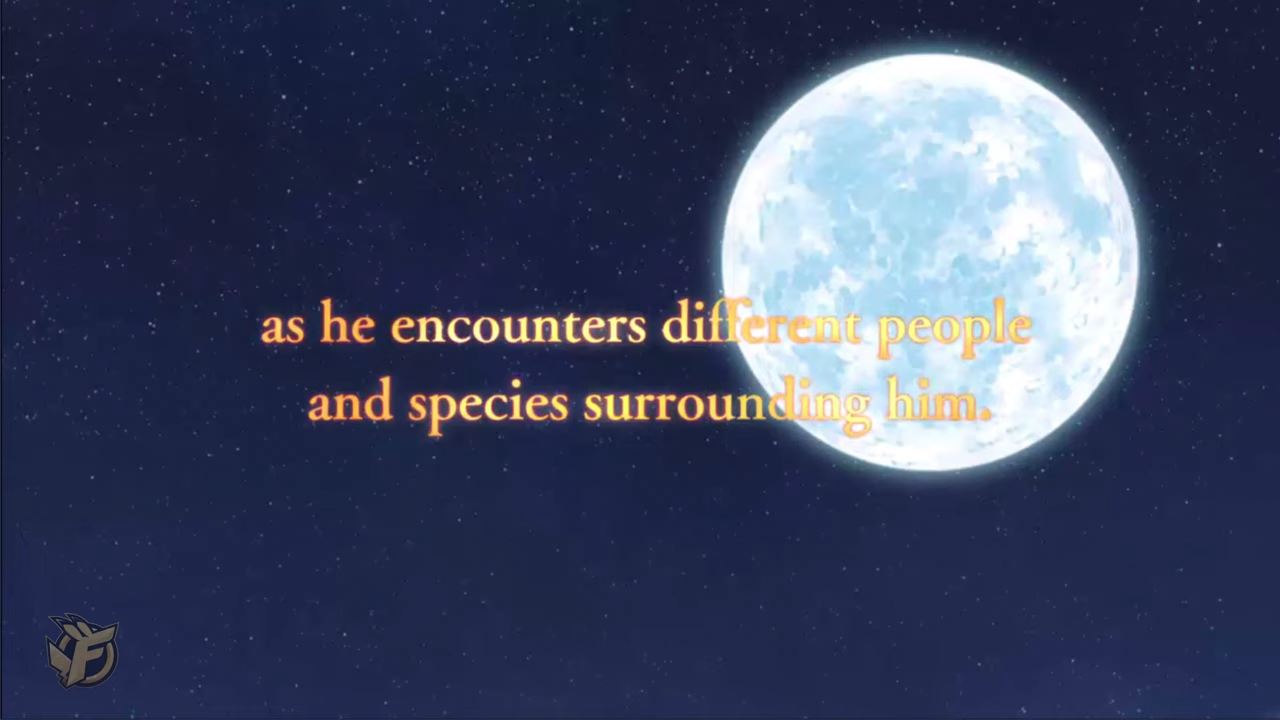 as he encounters different people
and species surrounding him.